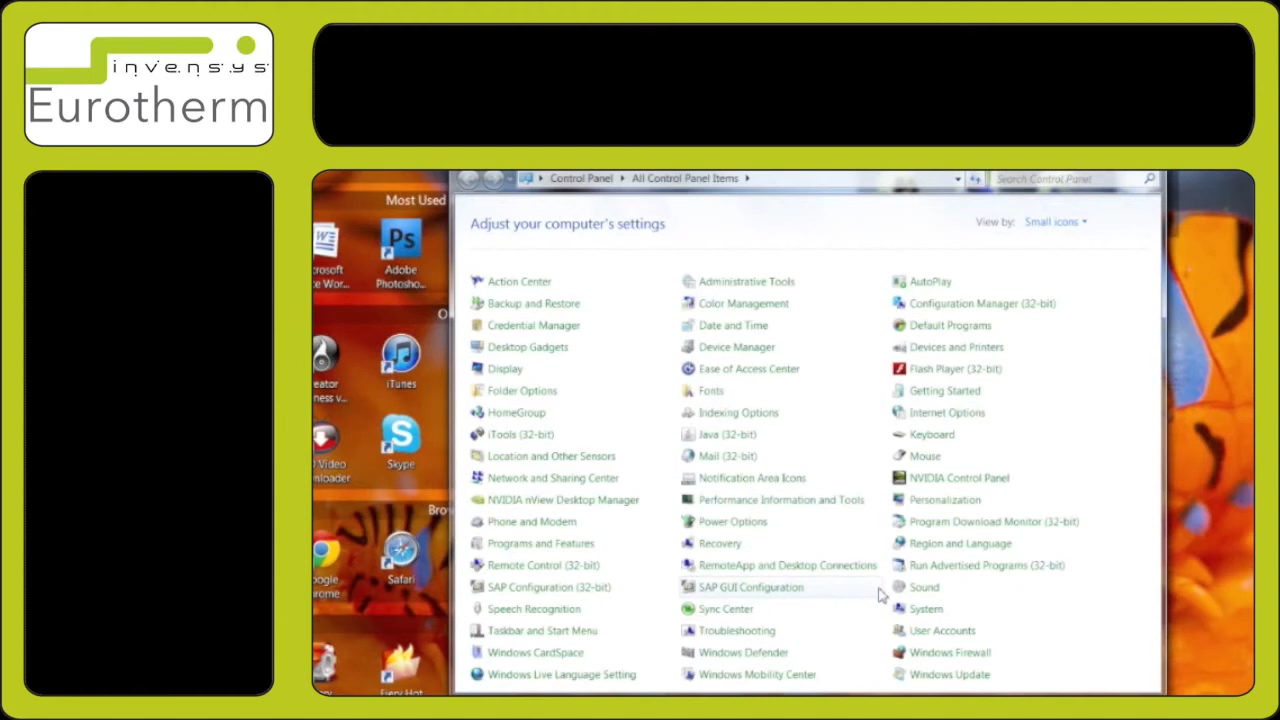 invensys
Eurotherm
Control Panel
All Control Panel Items
Search Control Panel
Most Used
Adjust your computer's settings
View by: Small icons
Adobe
Photosho...
Wor...
iTunes
Skype
Video
Safari
Action Center
Administrative Tools
AutoPlay
Backup and Restore
Color Management
Configuration Manager (32-bit)
Credential Manager
Date and Time
Default Programs
Desktop Gadgets
Device Manager
Devices and Printers
Display
Ease of Access Center
Flash Player (32-bit)
Folder Options
Fonts
Getting Started
HomeGroup
Indexing Options
Internet Options
iTools (32-bit)
Java (32-bit)
Keyboard
Location and Other Sensors
Mail (32-bit)
Mouse
Network and Sharing Center
Notification Area Icons
NVIDIA Control Panel
NVIDIA nView Desktop Manager
Performance Information and Tools
Personalization
Phone and Modem
Power Options
Program Download Monitor (32-bit)
Programs and Features
Recovery
Region and Language
Remote Control (32-bit)
RemoteApp and Desktop Connections
Run Advertised Programs (32-bit)
SAP Configuration (32-bit)
SAP GUI Configuration
Sound
Speech Recognition
Sync Center
System
Taskbar and Start Menu
Troubleshooting
User Accounts
Windows CardSpace
Windows Defender
Windows Firewall
Windows Live Language Setting
Windows Mobility Center
Windows Update